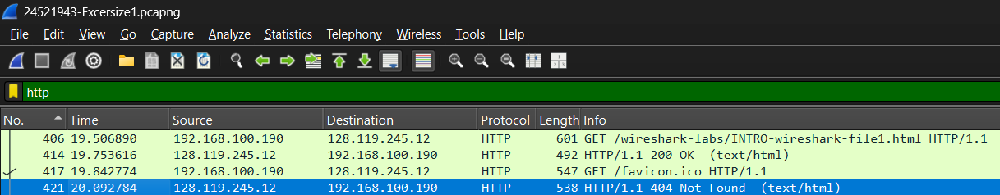 24521943-Excersize1.pcapng
File Edit View Go Capture Analyze Statistics Telephony Wireless Tools Help
http
No. Time Source Destination Protocol Length Info
406 19.506890 192.168.100.190 128.119.245.12 HTTP 601 GET /wireshark-labs/INTRO-wireshark-file1.html HTTP/1.1
414 19.753616 128.119.245.12 192.168.100.190 HTTP 492 HTTP/1.1 200 OK (text/html)
417 19.842774 192.168.100.190 128.119.245.12 HTTP 547 GET /favicon.ico HTTP/1.1
421 20.092784 128.119.245.12 192.168.100.190 HTTP 538 HTTP/1.1 404 Not Found (text/html)